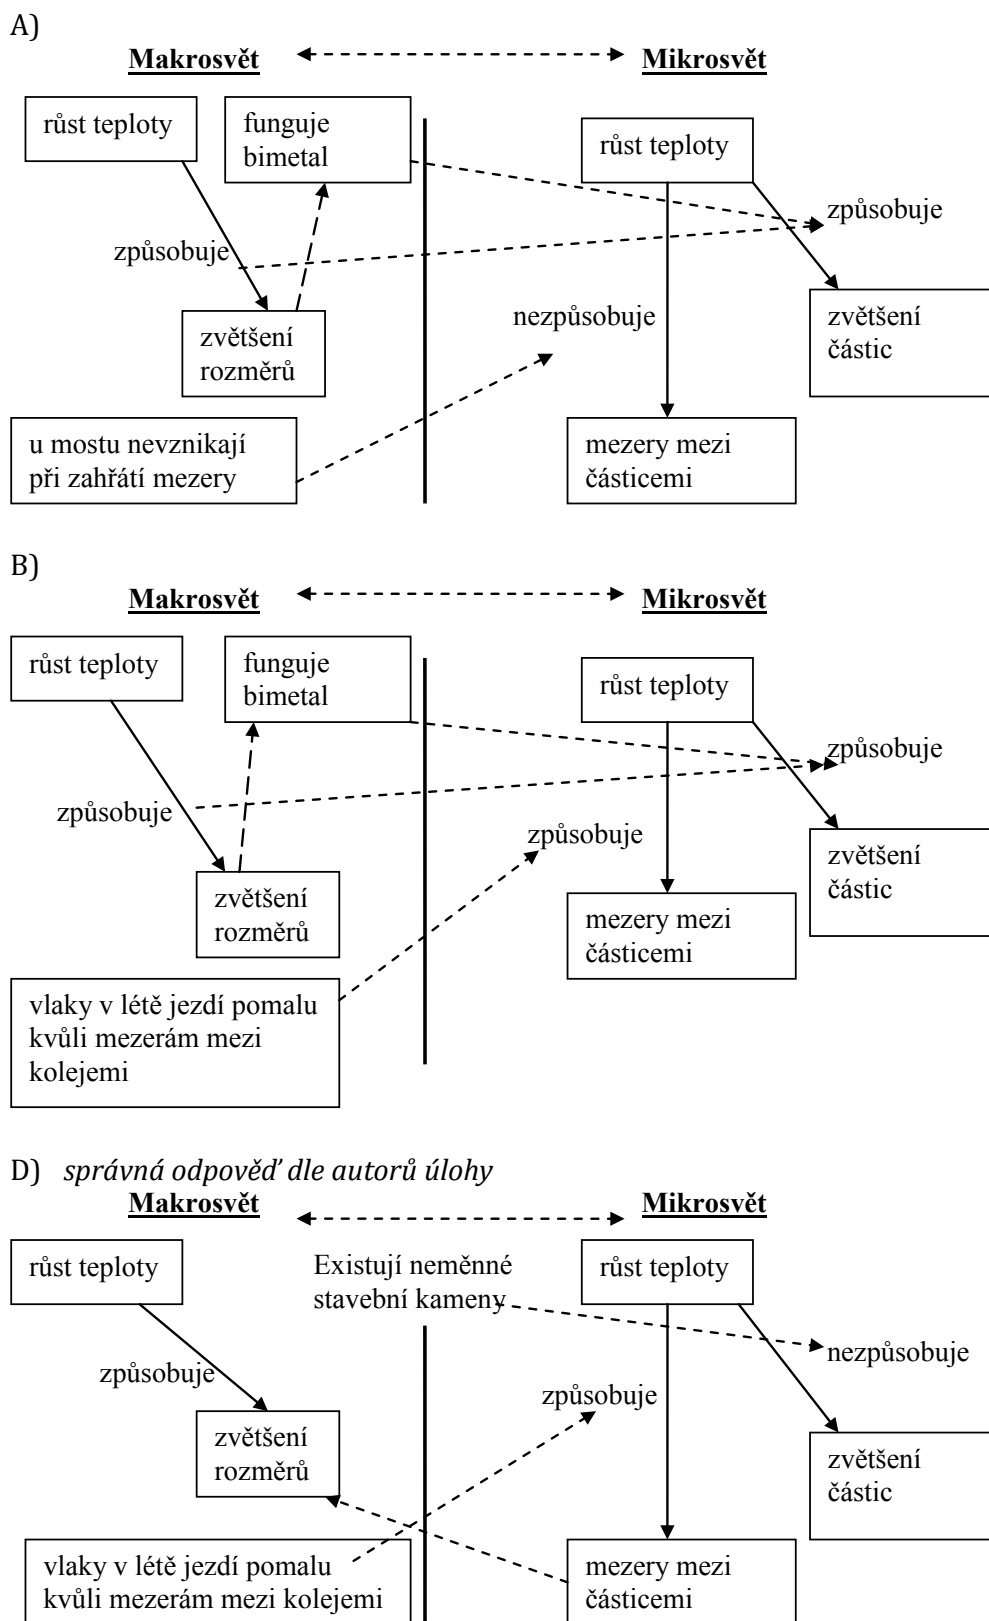 A)
Makrosvět Mikrosvět
růst teploty
funguje
bimetal
růst teploty
způsobuje
způsobuje
nezpůsobuje
zvětšení
rozměrů
zvětšení
částic
u mostu nevznikají
při zahřátí mezery
mezery mezi
částicemi
B)
Makrosvět Mikrosvět
růst teploty
funguje
bimetal
růst teploty
způsobuje
způsobuje
způsobuje
zvětšení
rozměrů
zvětšení
částic
mezery mezi
částicemi
vlaky v létě jezdí pomalu
kvůli mezerám mezi
kolejemi
D) správná odpověď dle autorů úlohy
Makrosvět Mikrosvět
růst teploty
Existují neměnné
stavební kameny
růst teploty
nezpůsobuje
způsobuje
způsobuje
zvětšení
rozměrů
zvětšení
částic
vlaky v létě jezdí pomalu
kvůli mezerám mezi kolejemi
mezery mezi
částicemi